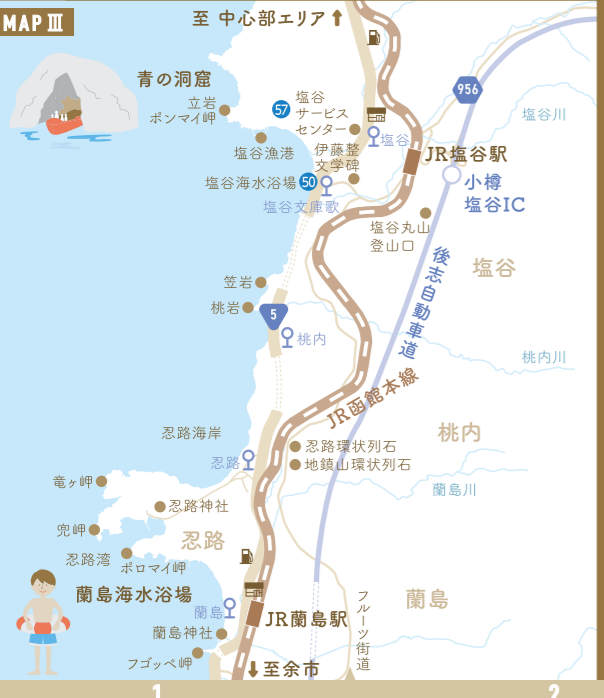 MAP Ⅲ
至 中心部エリア
青の洞窟
立岩
ポンマイ岬
57
塩谷
サービス
センター
956
塩谷川
塩谷漁港
伊藤整
文学碑
塩谷
JR塩谷駅
塩谷海水浴場
50
小樽
塩谷IC
塩谷文庫歌
塩谷丸山
登山口
後志自動車道
塩谷
笠岩
桃岩
5
桃内
桃内川
JR函館本線
桃内
忍路海岸
忍路環状列石
忍路
地鎮山環状列石
竜ヶ岬
蘭島川
忍路神社
兜岬
忍路
忍路湾
ポロマイ岬
蘭島海水浴場
蘭島
蘭島
JR蘭島駅
フルーツ街道
蘭島神社
フゴッペ岬
至余市
1
2